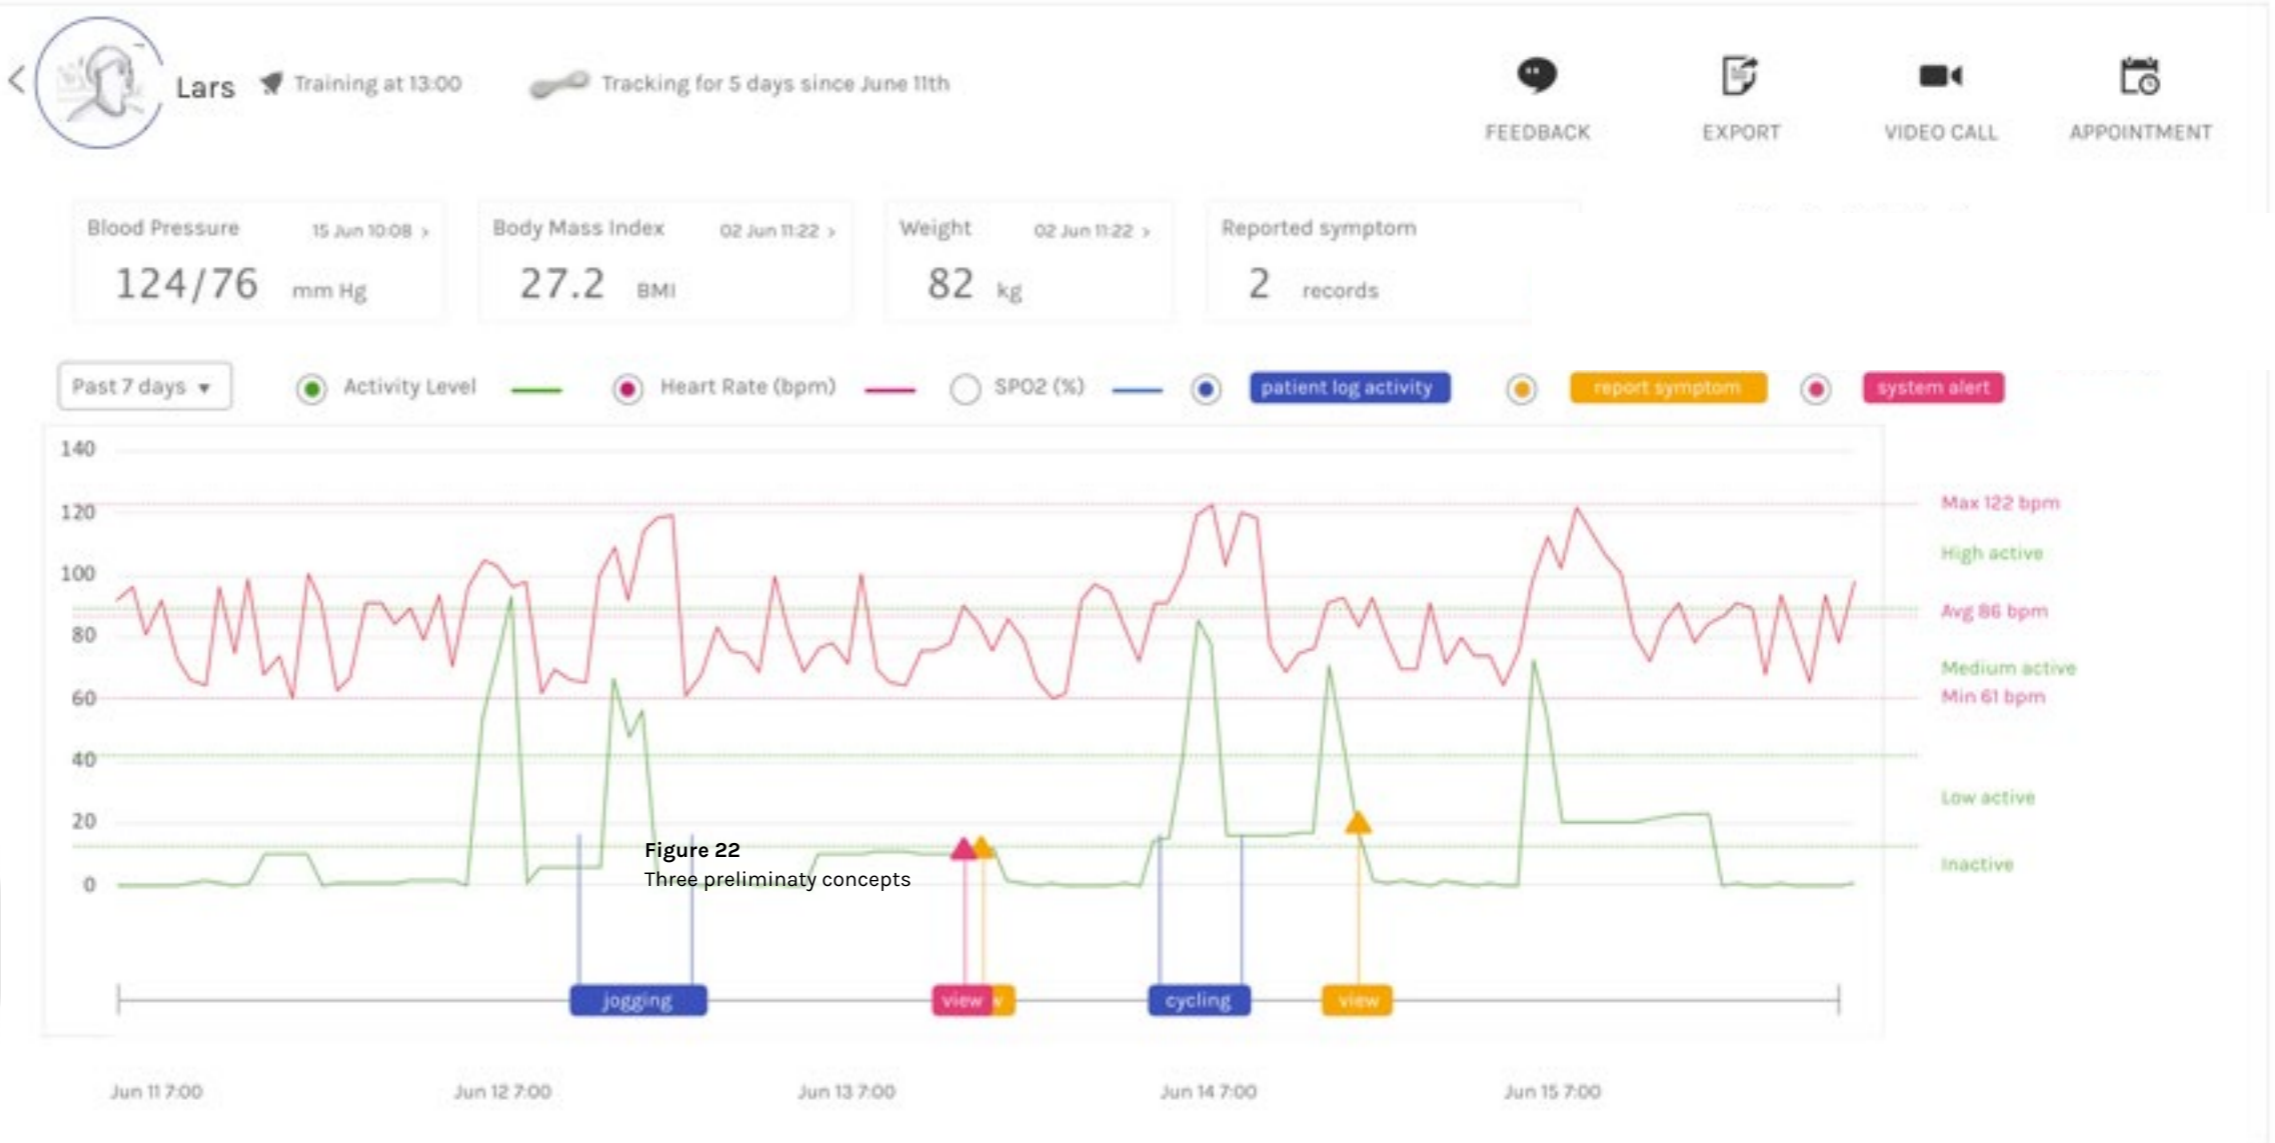 Lars Training at 13:00 Tracking for 5 days since June 11th
FEEDBACK EXPORT VIDEO CALL APPOINTMENT
Blood Pressure 15 Jun 10:08 >
124/76 mm Hg
Body Mass Index 02 Jun 11:22 >
27.2 BMI
Weight 02 Jun 11:22 >
82 kg
Reported symptom
2 records
Past 7 days Activity Level Heart Rate (bpm) SPO2 (%) patient log activity report symptom system alert
140
120
100
80
60
40
20
0
Max 122 bpm
High active
Avg 86 bpm
Medium active
Min 61 bpm
Low active
Inactive
Figure 22
Three preliminaty concepts
jogging view w cycling view
Jun 11 7:00 Jun 12 7:00 Jun 13 7:00 Jun 14 7:00 Jun 15 7:00